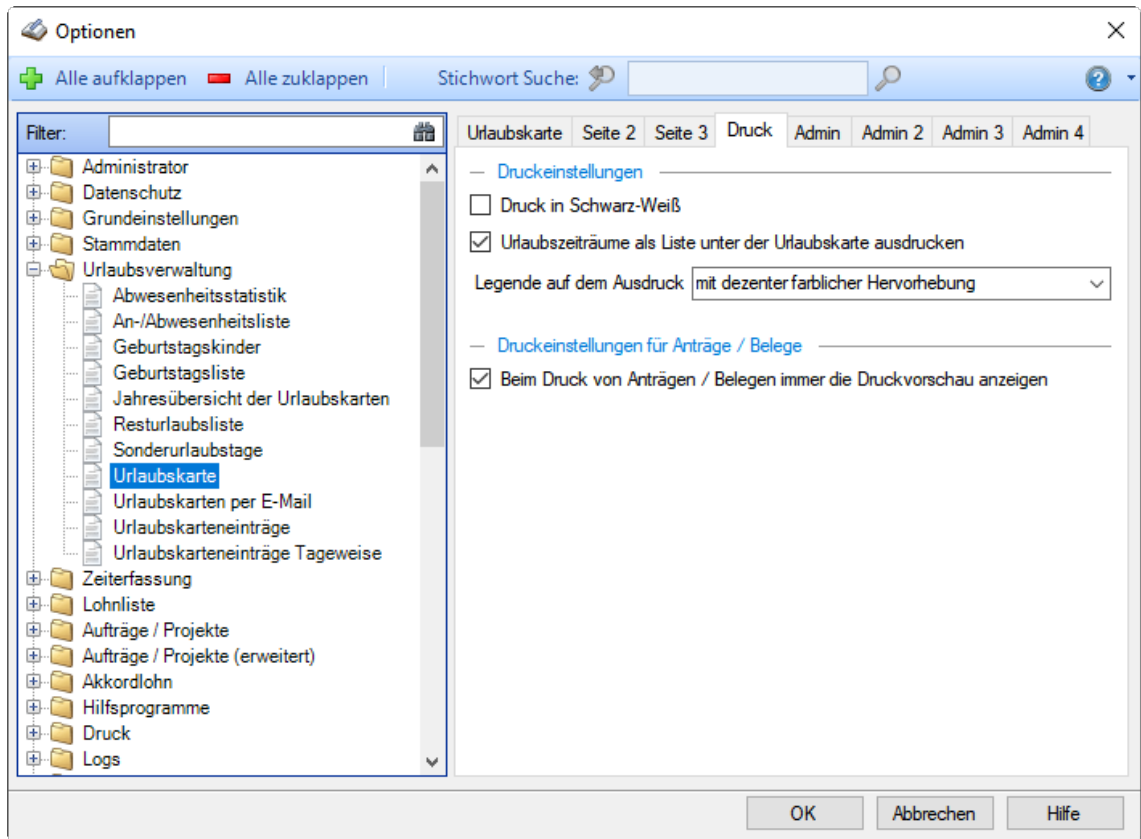 Optionen
Alle aufklappen Alle zuklappen Stichwort Suche:
Filter:
Administrator
Datenschutz
Grundeinstellungen
Stammdaten
Urlaubsverwaltung
Abwesenheitsstatistik
An-/Abwesenheitsliste
Geburtstagskinder
Geburtstagsliste
Jahresübersicht der Urlaubskarten
Resturlaubsliste
Sonderurlaubstage
Urlaubskarte
Urlaubskarten per E-Mail
Urlaubskarteneinträge
Urlaubskarteneinträge Tageweise
Zeiterfassung
Lohnliste
Aufträge / Projekte
Aufträge / Projekte (erweitert)
Akkordlohn
Hilfsprogramme
Druck
Logs
Urlaubskarte Seite 2 Seite 3 Druck Admin Admin 2 Admin 3 Admin 4
Druckeinstellungen
Druck in Schwarz-Weiß
Urlaubszeiträume als Liste unter der Urlaubskarte ausdrucken
Legende auf dem Ausdruck mit dezenter farblicher Hervorhebung
Druckeinstellungen für Anträge / Belege
Beim Druck von Anträgen / Belegen immer die Druckvorschau anzeigen
OK Abbrechen Hilfe